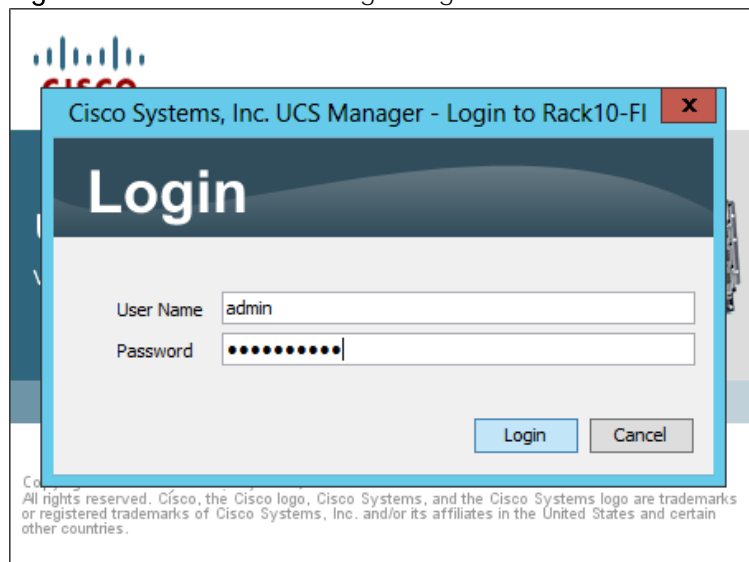 CISCO
Cisco Systems, Inc. UCS Manager - Login to Rack10-FI
x
Login
User Name admin
Password ●●●●●●●●●●
Login Cancel
All rights reserved. Cisco, the Cisco logo, Cisco Systems, and the Cisco Systems logo are trademarks
or registered trademarks of Cisco Systems, Inc. and/or its affiliates in the United States and certain
other countries.